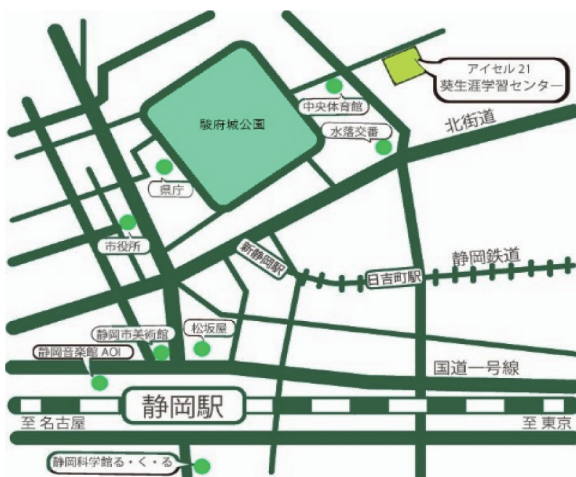 アイセル21
葵生涯学習センター
中央体育館
駿府城公園
北街道
水落交番
県庁
市役所
新静岡駅
静岡鉄道
日吉町駅
静岡市美術館
松坂屋
静岡音楽館 AOI
国道一号線
静岡駅
至 名古屋
至 東京
静岡科学館る・く・る